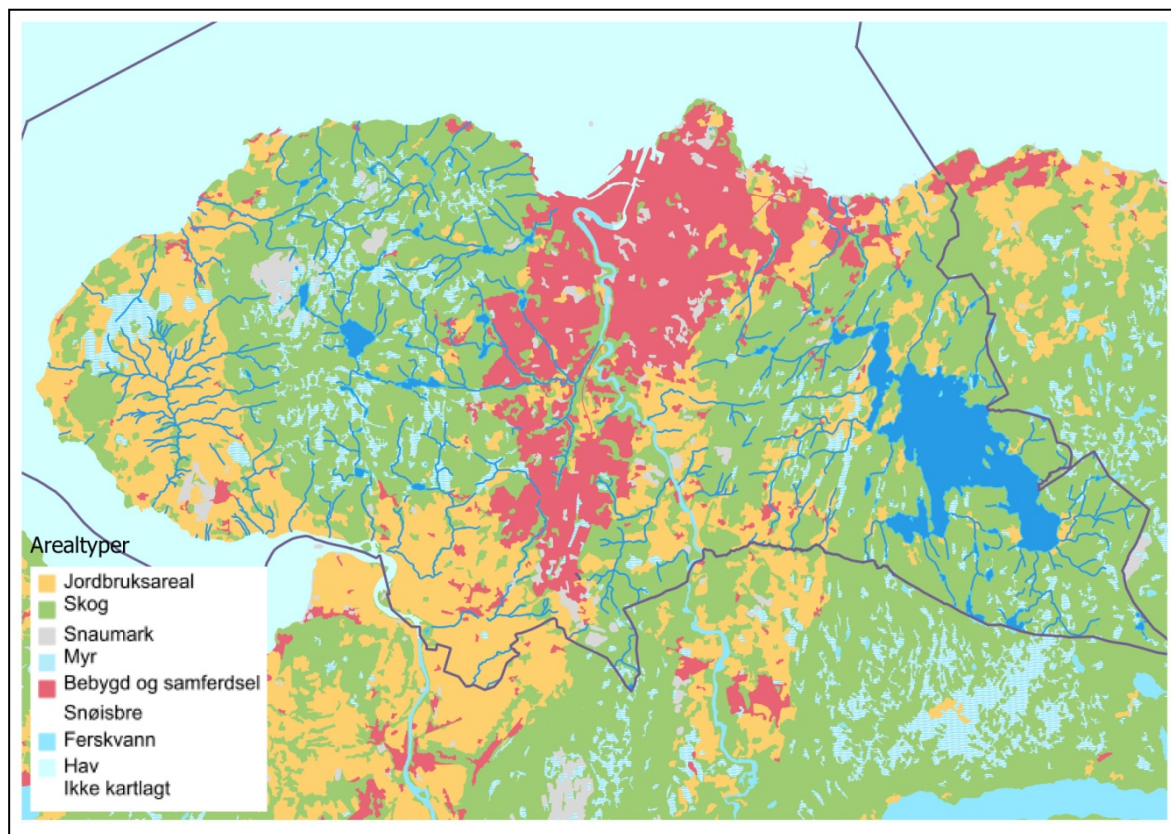 Arealtyper
Jordbruksareal
Skog
Snaumark
Myr
Bebygd og samferdsel
Snøisbre
Ferskvann
Hav
Ikke kartlagt